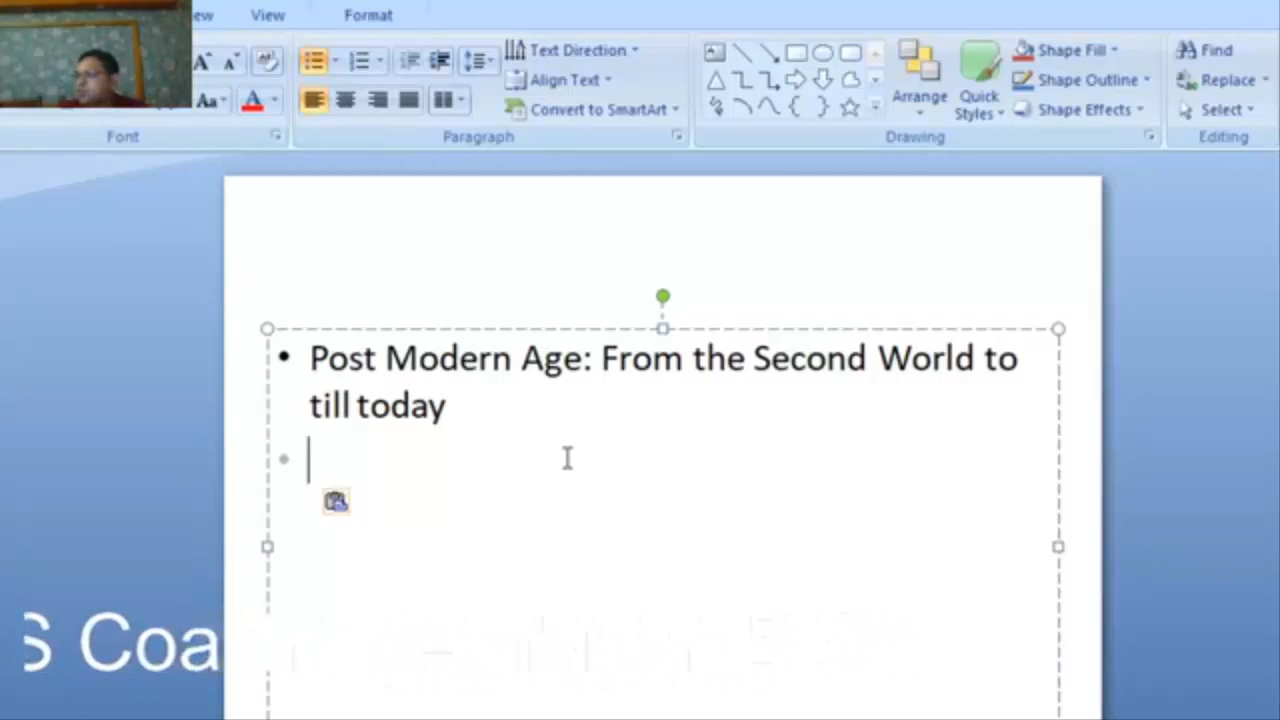 ew View Format
A A
Text Direction
Align Text
Convert to SmartArt
Aa A
Arrange
Quick Styles
Shape Fill
Shape Outline
Shape Effects
Find
Replace
Select
Font Paragraph Drawing Editing
• Post Modern Age: From the Second World to
till today
S Coa